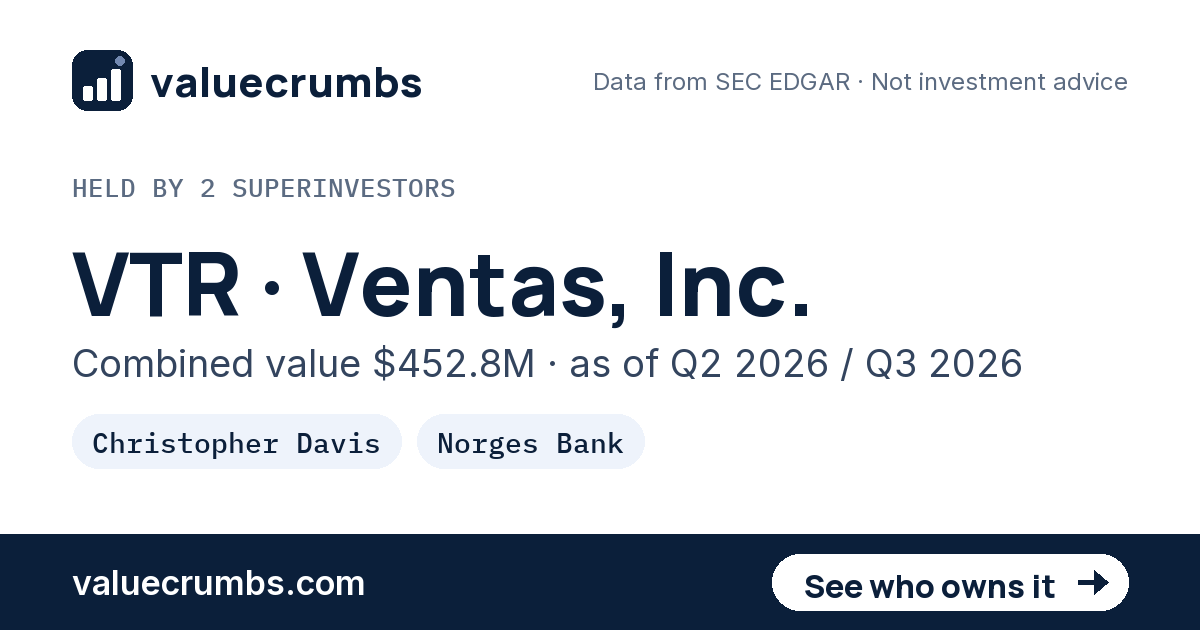 valuecrumbs
Data from SEC EDGAR · Not investment advice
HELD BY 2 SUPERINVESTORS
VTR · Ventas, Inc.
Combined value $452.8M · as of Q2 2026 / Q3 2026
Christopher Davis
Norges Bank
valuecrumbs.com
See who owns it →